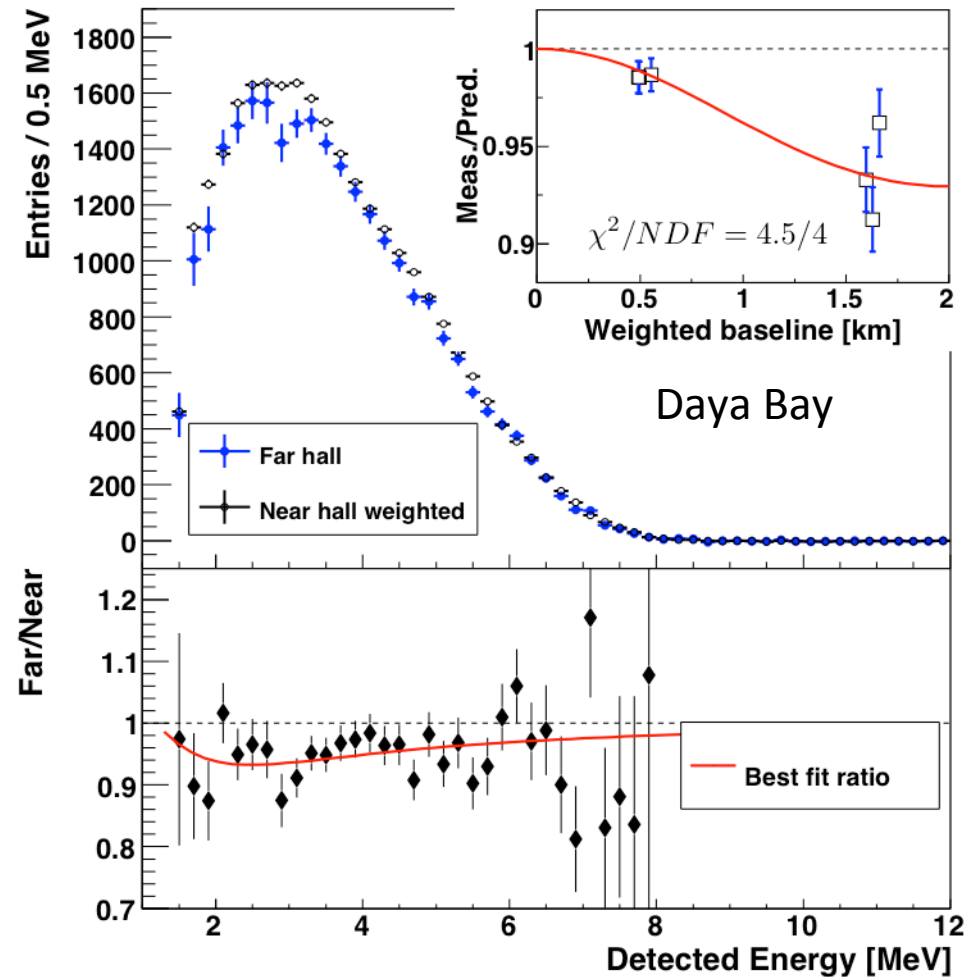 Entries / 0.5 MeV
1800
1600
1400
1200
1000
800
600
400
200
0
Far hall
Near hall weighted
Meas./Pred.
1
0.95
0.9
χ²/NDF = 4.5/4
0 0.5 1 1.5 2
Weighted baseline [km]
Daya Bay
Far/Near
1.2
1.1
1
0.9
0.8
0.7
Best fit ratio
2 4 6 8 10 12
Detected Energy [MeV]